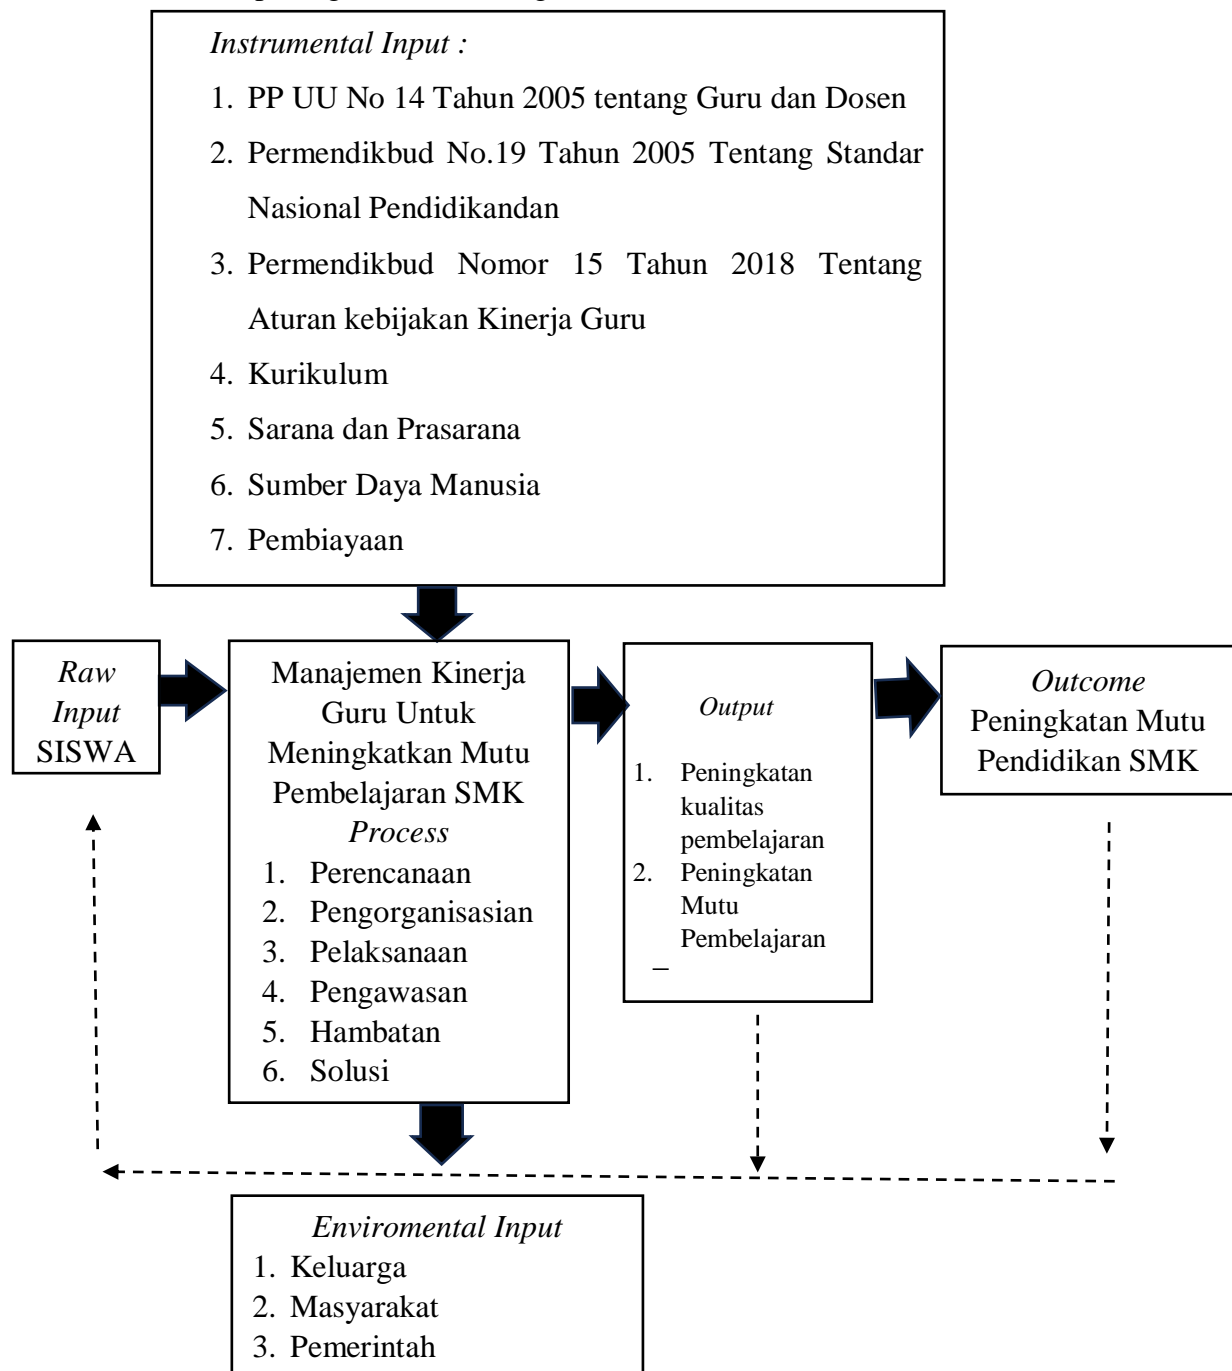 Instrumental Input :
1. PP UU No 14 Tahun 2005 tentang Guru dan Dosen
2. Permendikbud No.19 Tahun 2005 Tentang Standar
Nasional Pendidikandan
3. Permendikbud Nomor 15 Tahun 2018 Tentang
Aturan kebijakan Kinerja Guru
4. Kurikulum
5. Sarana dan Prasarana
6. Sumber Daya Manusia
7. Pembiayaan
Raw
Input
SISWA
Manajemen Kinerja
Guru Untuk
Meningkatkan Mutu
Pembelajaran SMK
Process
1. Perencanaan
2. Pengorganisasian
3. Pelaksanaan
4. Pengawasan
5. Hambatan
6. Solusi
Output
1. Peningkatan
kualitas
pembelajaran
2. Peningkatan
Mutu
Pembelajaran
–
Outcome
Peningkatan Mutu
Pendidikan SMK
Enviromental Input
1. Keluarga
2. Masyarakat
3. Pemerintah